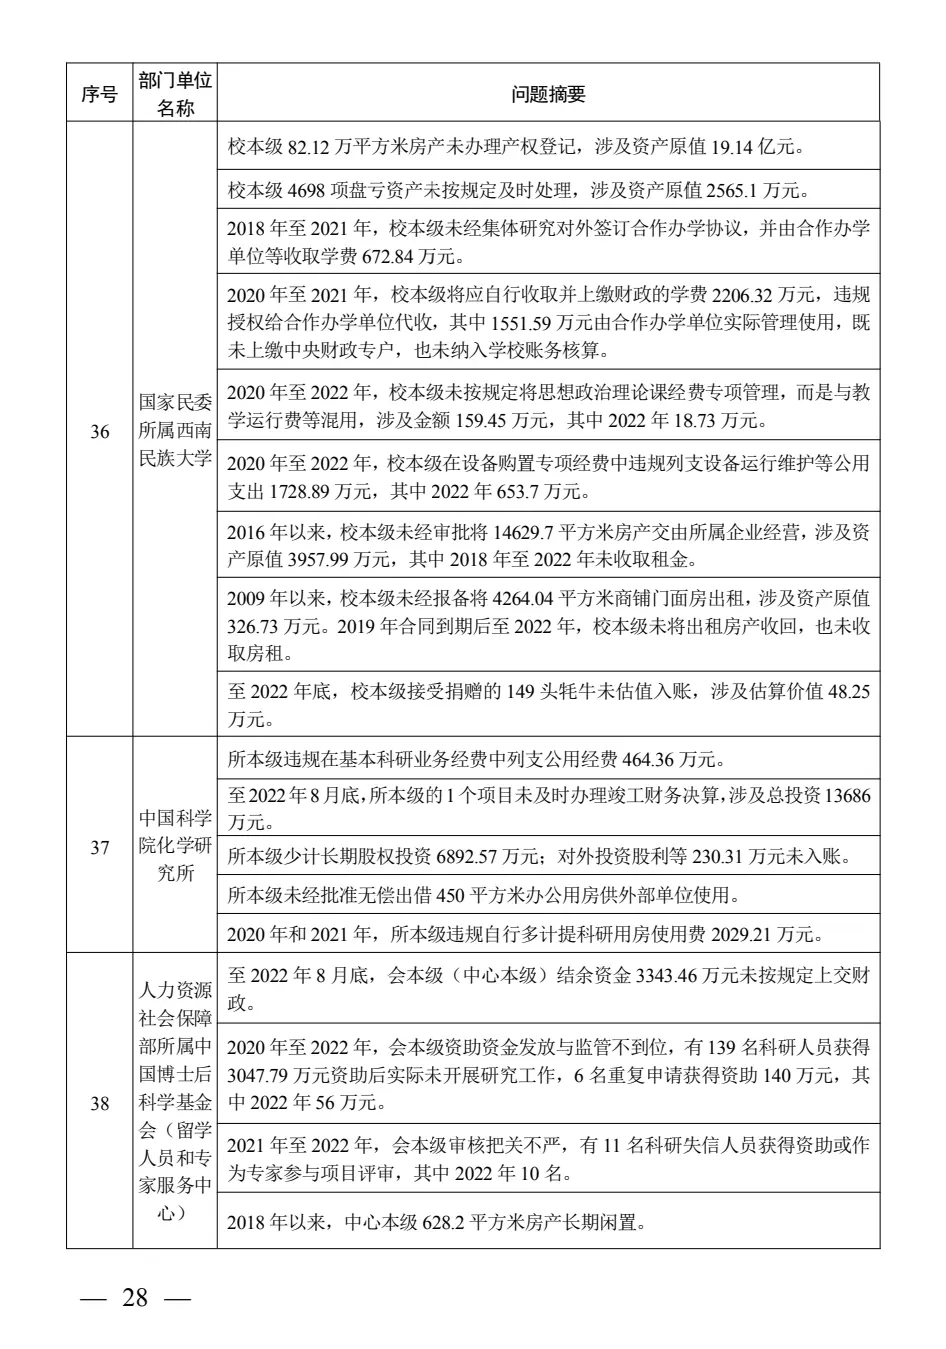 序号
部门单位
名称
问题摘要
36
国家民委
所属西南
民族大学
校本级 82.12 万平方米房产未办理产权登记，涉及资产原值 19.14 亿元。
校本级 4698 项盘亏资产未按规定及时处理，涉及资产原值 2565.1 万元。
2018 年至 2021 年，校本级未经集体研究对外签订合作办学协议，并由合作办学
单位等收取学费 672.84 万元。
2020 年至 2021 年，校本级将应自行收取并上缴财政的学费 2206.32 万元，违规
授权给合作办学单位代收，其中 1551.59 万元由合作办学单位实际管理使用，既
未上缴中央财政专户，也未纳入学校账务核算。
2020 年至 2022 年，校本级未按规定将思想政治理论课经费专项管理，而是与教
学运行费等混用，涉及金额 159.45 万元，其中 2022 年 18.73 万元。
2020 年至 2022 年，校本级在设备购置专项经费中违规列支设备运行维护等公用
支出 1728.89 万元，其中 2022 年 653.7 万元。
2016 年以来，校本级未经审批将 14629.7 平方米房产交由所属企业经营，涉及资
产原值 3957.99 万元，其中 2018 年至 2022 年未收取租金。
2009 年以来，校本级未经报备将 4264.04 平方米商铺门面房出租，涉及资产原值
326.73 万元。2019 年合同到期后至 2022 年，校本级未将出租房产收回，也未收
取房租。
至 2022 年底，校本级接受捐赠的 149 头牦牛未估值入账，涉及估算价值 48.25
万元。
37
中国科学
院化学研
究所
所本级违规在基本科研业务经费中列支公用经费 464.36 万元。
至 2022 年 8 月底，所本级的 1 个项目未及时办理竣工财务决算，涉及总投资 13686
万元。
所本级少计长期股权投资 6892.57 万元；对外投资股利等 230.31 万元未入账。
所本级未经批准无偿出借 450 平方米办公用房供外部单位使用。
2020 年和 2021 年，所本级违规自行多计提科研用房使用费 2029.21 万元。
38
人力资源
社会保障
部所属中
国博士后
科学基金
会（留学
人员和专
家服务中
心）
至 2022 年 8 月底，会本级（中心本级）结余资金 3343.46 万元未按规定上交财
政。
2020 年至 2022 年，会本级资助资金发放与监管不到位，有 139 名科研人员获得
3047.79 万元资助后实际未开展研究工作，6 名重复申请获得资助 140 万元，其
中 2022 年 56 万元。
2021 年至 2022 年，会本级审核把关不严，有 11 名科研失信人员获得资助或作
为专家参与项目评审，其中 2022 年 10 名。
2018 年以来，中心本级 628.2 平方米房产长期闲置。
— 28 —